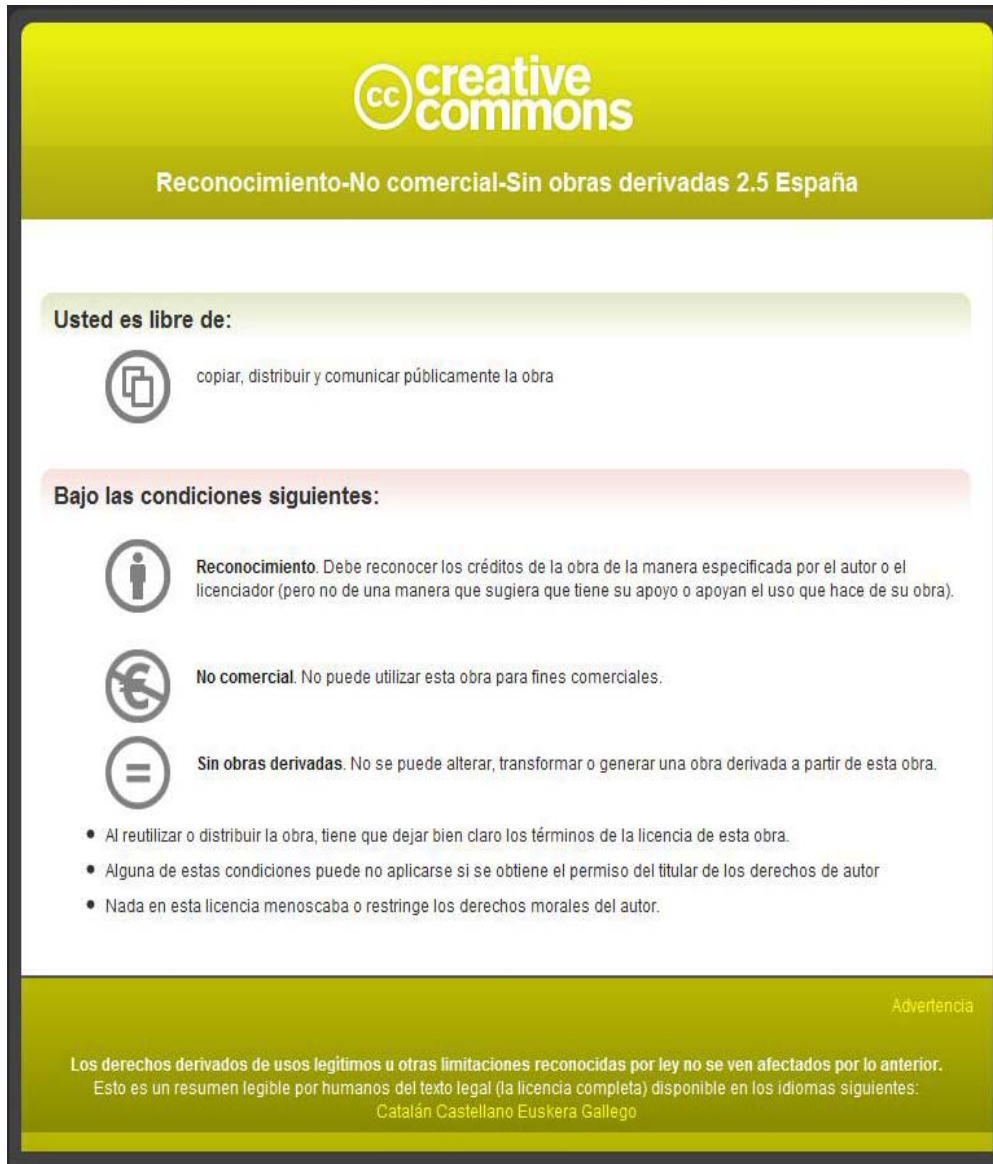 cc creative
commons
Reconocimiento-No comercial-Sin obras derivadas 2.5 España
Usted es libre de:
copiar, distribuir y comunicar públicamente la obra
Bajo las condiciones siguientes:
Reconocimiento. Debe reconocer los créditos de la obra de la manera especificada por el autor o el
licenciador (pero no de una manera que sugiera que tiene su apoyo o apoyan el uso que hace de su obra).
No comercial. No puede utilizar esta obra para fines comerciales.
Sin obras derivadas. No se puede alterar, transformar o generar una obra derivada a partir de esta obra.
• Al reutilizar o distribuir la obra, tiene que dejar bien claro los términos de la licencia de esta obra.
• Alguna de estas condiciones puede no aplicarse si se obtiene el permiso del titular de los derechos de autor
• Nada en esta licencia menoscaba o restringe los derechos morales del autor.
Advertencia
Los derechos derivados de usos legítimos u otras limitaciones reconocidas por ley no se ven afectados por lo anterior.
Esto es un resumen legible por humanos del texto legal (la licencia completa) disponible en los idiomas siguientes:
Catalán Castellano Euskera Gallego